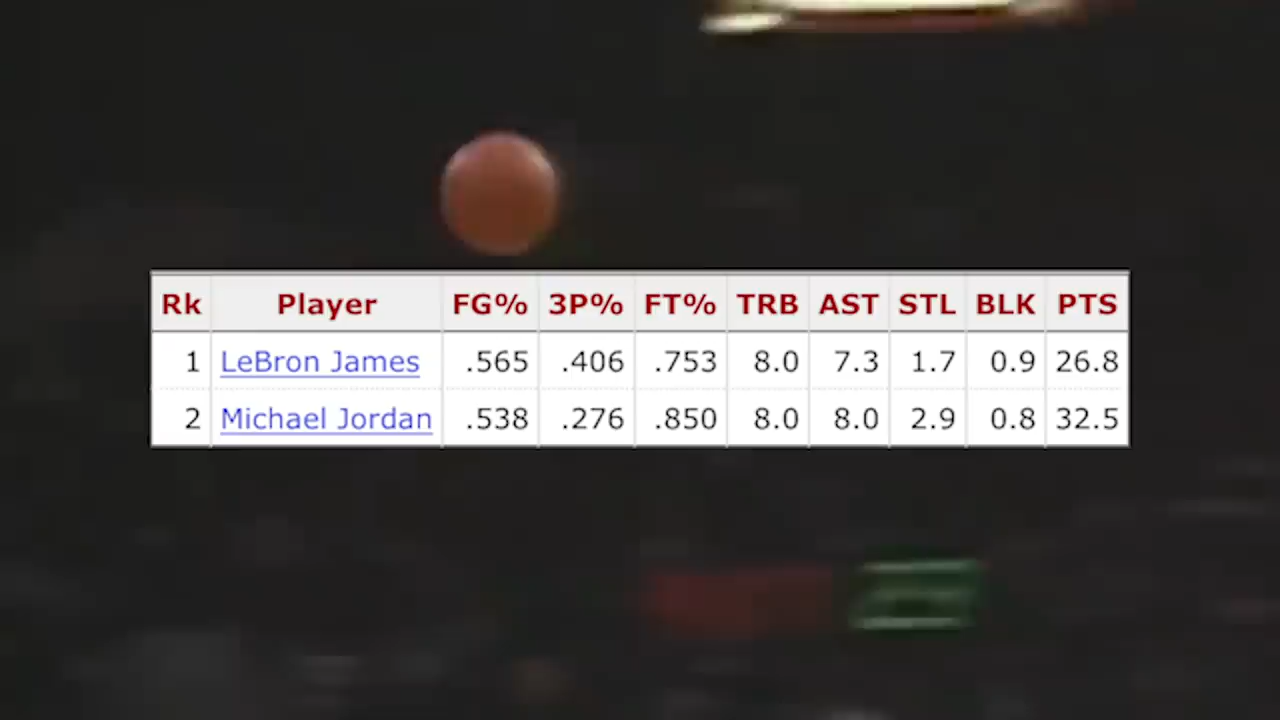 Rk Player FG% 3P% FT% TRB AST STL BLK PTS
1 LeBron James .565 .406 .753 8.0 7.3 1.7 0.9 26.8
2 Michael Jordan .538 .276 .850 8.0 8.0 2.9 0.8 32.5